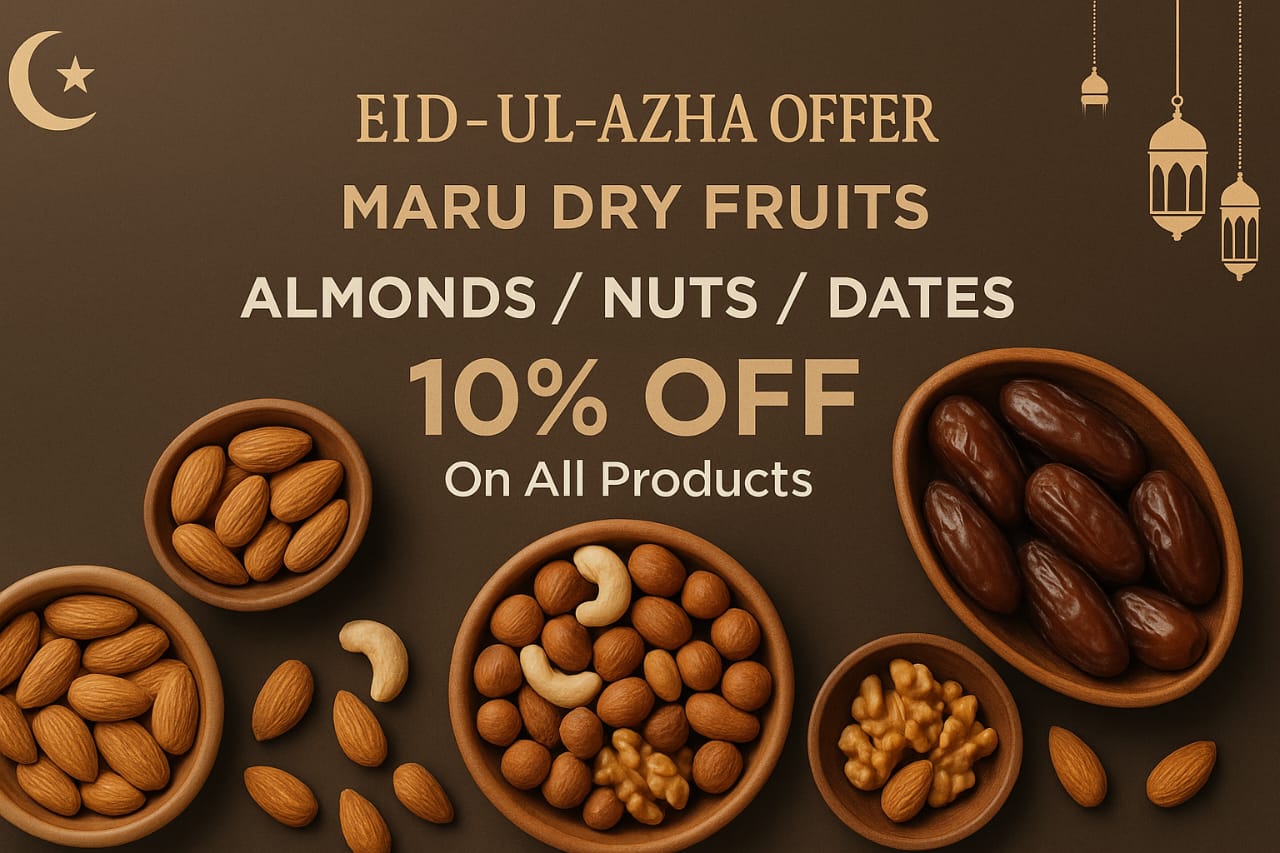 EID-UL-AZHA OFFER
MARU DRY FRUITS
ALMONDS / NUTS / DATES
10% OFF
On All Products